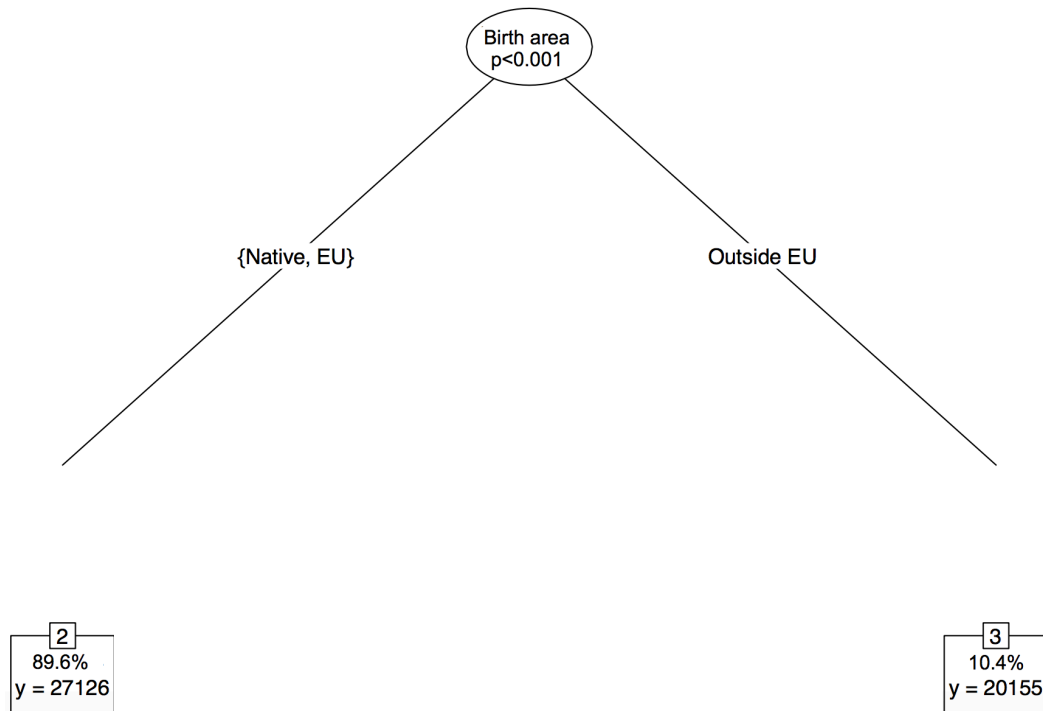 Birth area
p<0.001
{Native, EU}
Outside EU
2
89.6%
y = 27126
3
10.4%
y = 20155